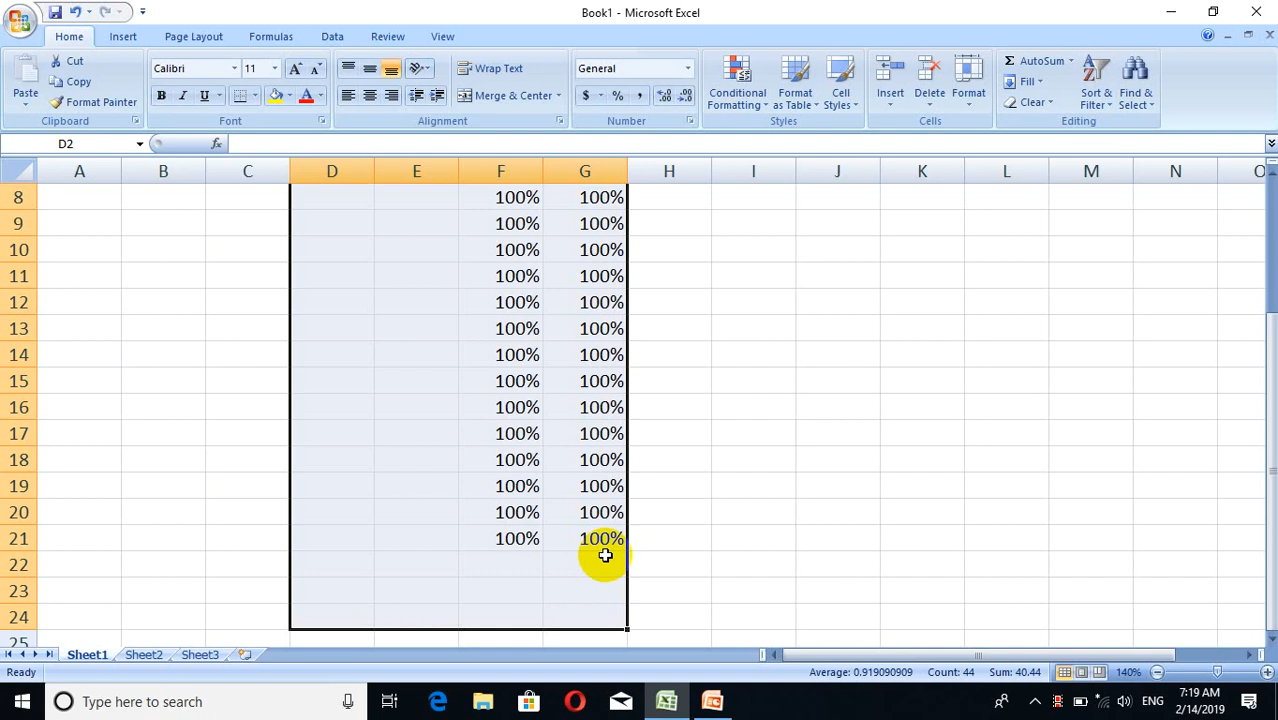 Book1 - Microsoft Excel
Home Insert Page Layout Formulas Data Review View
Paste
Cut
Copy
Format Painter
Clipboard
Calibri 11
Font
Wrap Text
Merge & Center
Alignment
General
Number
Conditional Formatting
Format as Table
Cell Styles
Styles
Insert
Delete
Format
Cells
AutoSum
Fill
Clear
Sort & Filter
Find & Select
Editing
D2
A B C D E F G H I J K L M N O
8 100% 100%
9 100% 100%
10 100% 100%
11 100% 100%
12 100% 100%
13 100% 100%
14 100% 100%
15 100% 100%
16 100% 100%
17 100% 100%
18 100% 100%
19 100% 100%
20 100% 100%
21 100% 100%
22
23
24
25
Sheet1 Sheet2 Sheet3
Ready Average: 0.919090909 Count: 44 Sum: 40.44 140%
Type here to search ENG 7:19 AM
2/14/2019